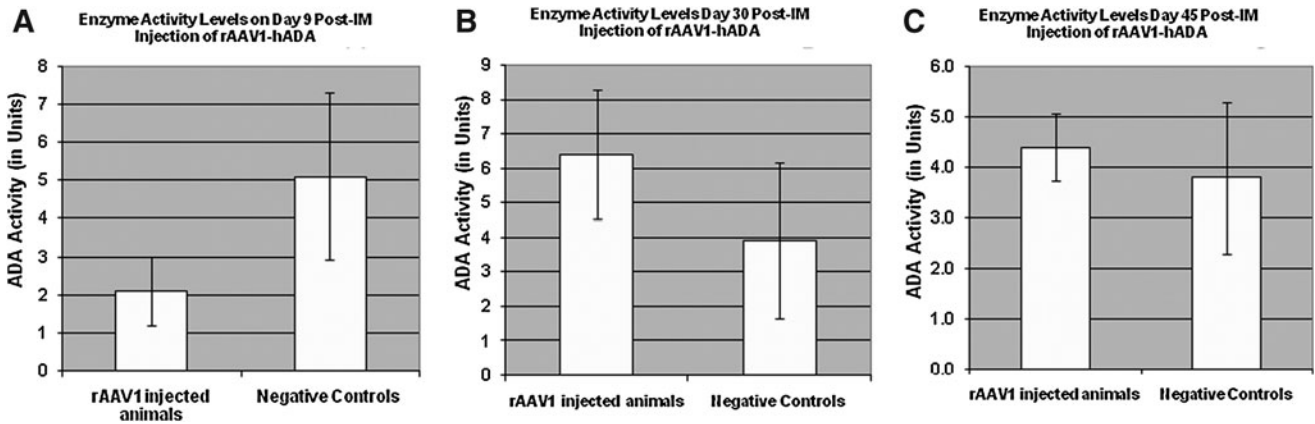 A
Enzyme Activity Levels on Day 9 Post-IM
Injection of rAAV1-hADA
ADA Activity (in Units)
8
7
6
5
4
3
2
1
0
rAAV1 injected
animals
Negative Controls
B
Enzyme Activity Levels Day 30 Post-IM
Injection of rAAV1-hADA
ADA Activity (in Units)
9
8
7
6
5
4
3
2
1
0
rAAV1 injected animals
Negative Controls
C
Enzyme Activity Levels Day 45 Post-IM
Injection of rAAV1-hADA
ADA Activity (in Units)
6.0
5.0
4.0
3.0
2.0
1.0
0.0
rAAV1 injected animals
Negative Controls